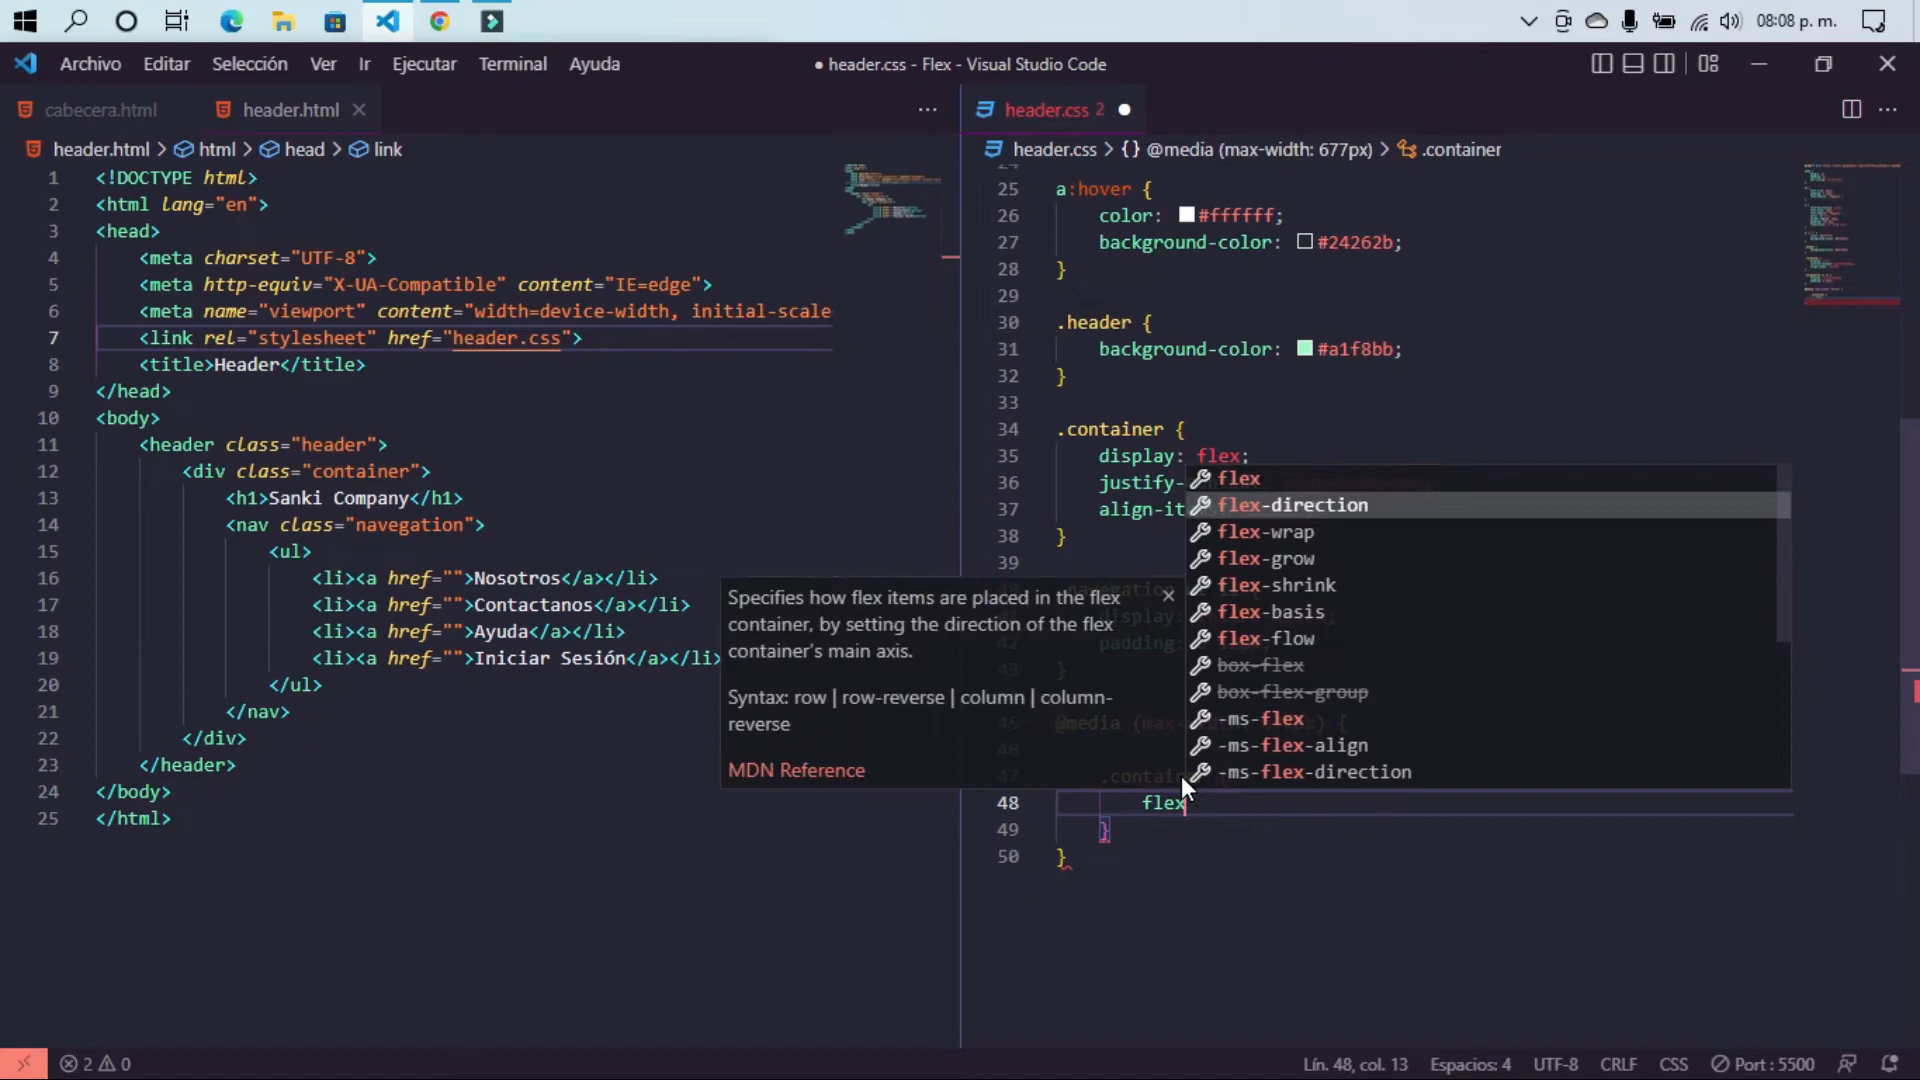 08:08 p. m.
Archivo Editar Selección Ver Ir Ejecutar Terminal Ayuda
● header.css - Flex - Visual Studio Code
cabecera.html header.html
header.html > html > head > link
1 <!DOCTYPE html>
2 <html lang="en">
3 <head>
4 <meta charset="UTF-8">
5 <meta http-equiv="X-UA-Compatible" content="IE=edge">
6 <meta name="viewport" content="width=device-width, initial-scale
7 <link rel="stylesheet" href="header.css">
8 <title>Header</title>
9 </head>
10 <body>
11 <header class="header">
12 <div class="container">
13 <h1>Sanki Company</h1>
14 <nav class="navegation">
15 <ul>
16 <li><a href="">Nosotros</a></li>
17 <li><a href="">Contactanos</a></li>
18 <li><a href="">Ayuda</a></li>
19 <li><a href="">Iniciar Sesión</a></li>
20 </ul>
21 </nav>
22 </div>
23 </header>
24 </body>
25 </html>
header.css 2
header.css > {} @media (max-width: 677px) > .container
24
25 a:hover {
26 color: #ffffff;
27 background-color: #24262b;
28 }
29
30 .header {
31 background-color: #a1f8bb;
32 }
33
34 .container {
35 display: flex;
36 justify-
37 align-it
38 }
39
display:
42 padding:
43 }
45 @media (max- ) {
46
47 .contai
48 flex
49 }
50 }
flex
flex-direction
flex-wrap
flex-grow
flex-shrink
flex-basis
flex-flow
box-flex
box-flex-group
-ms-flex
-ms-flex-align
-ms-flex-direction
Specifies how flex items are placed in the flex
container, by setting the direction of the flex
container's main axis.
Syntax: row | row-reverse | column | column-
reverse
MDN Reference
2 0
Lín. 48, col. 13 Espacios: 4 UTF-8 CRLF CSS Port : 5500